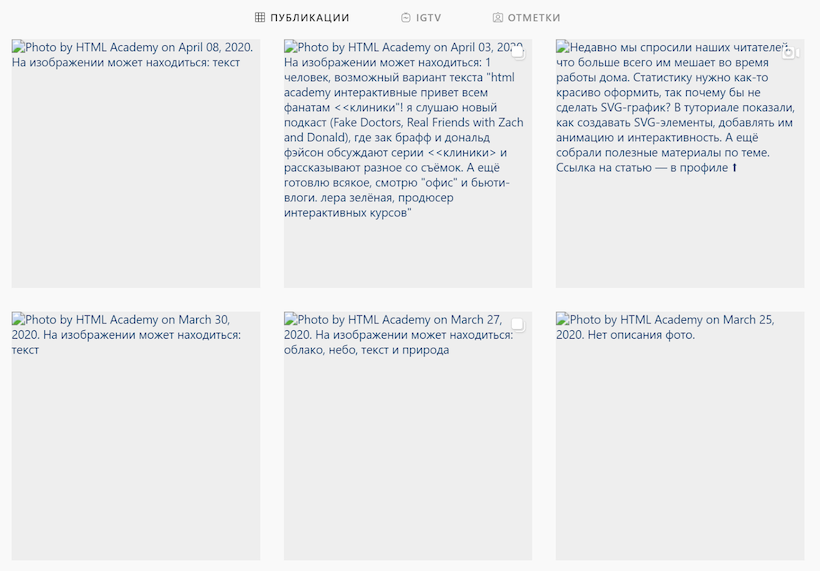 ПУБЛИКАЦИИ IGTV ОТМЕТКИ
Photo by HTML Academy on April 08, 2020.
На изображении может находиться: текст
Photo by HTML Academy on April 03, 2020.
На изображении может находиться: 1
человек, возможный вариант текста "html
academy интерактивные привет всем
фанатам <<клиники"! я слушаю новый
подкаст (Fake Doctors, Real Friends with Zach
and Donald), где зак брафф и дональд
фэйсон обсуждают серии <<клиники> и
рассказывают разное со съёмок. А ещё
готовлю всякое, смотрю "офис" и бьюти-
влоги. лера зелёная, продюсер
интерактивных курсов"
Недавно мы спросили наших читателей,
что больше всего им мешает во время
работы дома. Статистику нужно как-то
красиво оформить, так почему бы не
сделать SVG-график? В туториале показали,
как создавать SVG-элементы, добавлять им
анимацию и интерактивность. А ещё
собрали полезные материалы по теме.
Ссылка на статью — в профиле ⬆
Photo by HTML Academy on March 30,
2020. На изображении может находиться:
текст
Photo by HTML Academy on March 27,
2020. На изображении может находиться:
облако, небо, текст и природа
Photo by HTML Academy on March 25,
2020. Нет описания фото.